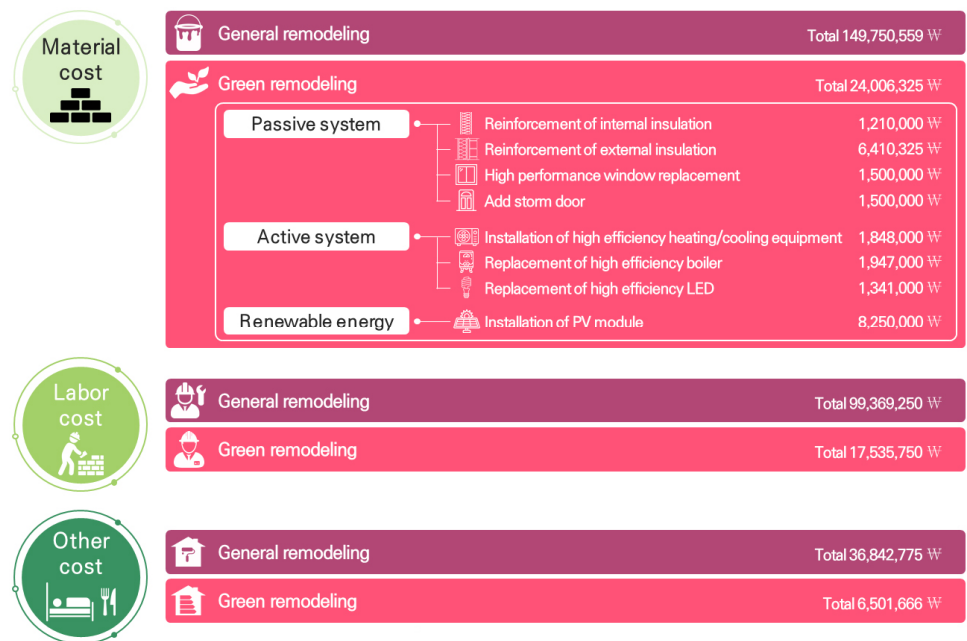 Material
cost
General remodeling
Total 149,750,559 ₩
Green remodeling
Total 24,006,325 ₩
Passive system
Reinforcement of internal insulation
1,210,000 ₩
Reinforcement of external insulation
6,410,325 ₩
High performance window replacement
1,500,000 ₩
Add storm door
1,500,000 ₩
Active system
Installation of high efficiency heating/cooling equipment
1,848,000 ₩
Replacement of high efficiency boiler
1,947,000 ₩
Replacement of high efficiency LED
1,341,000 ₩
Renewable energy
Installation of PV module
8,250,000 ₩
Labor
cost
General remodeling
Total 99,369,250 ₩
Green remodeling
Total 17,535,750 ₩
Other
cost
General remodeling
Total 36,842,775 ₩
Green remodeling
Total 6,501,666 ₩